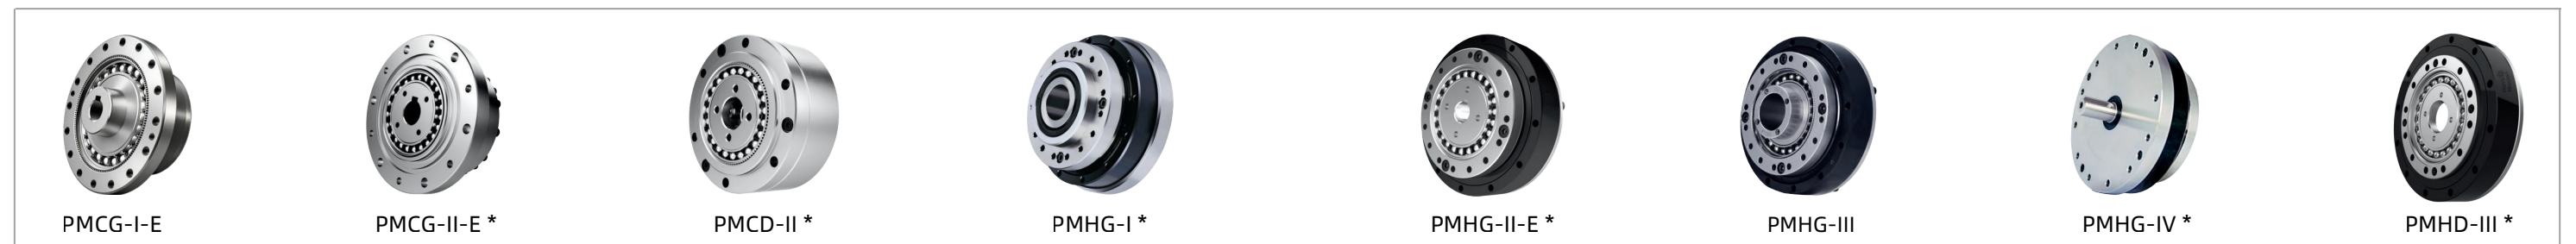 PMCG-I-E PMCG-II-E * PMCD-II * PMHG-I * PMHG-II-E * PMHG-III PMHG-IV * PMHD-III *